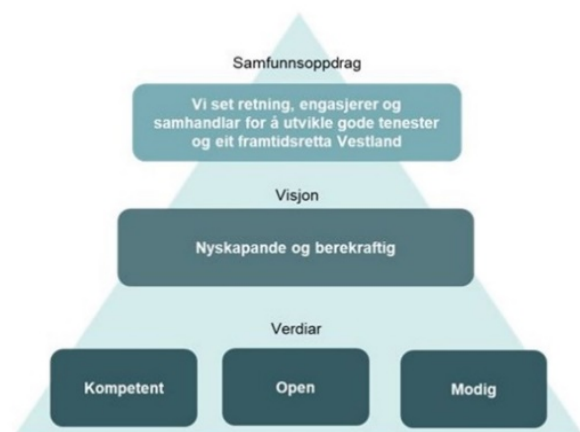 Samfunnsoppdrag
Vi set retning, engasjerer og
samhandlar for å utvikle gode tenester
og eit framtidsretta Vestland
Visjon
Nyskapande og berekraftig
Verdiar
Kompetent
Open
Modig